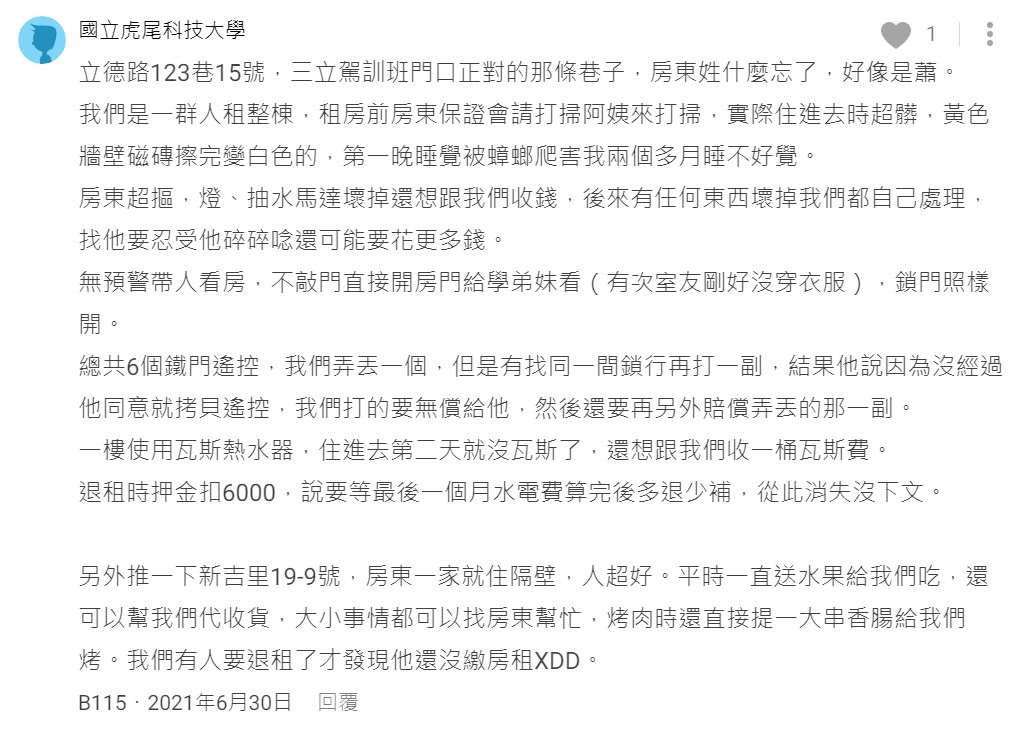 國立虎尾科技大學
1
立德路123巷15號，三立駕訓班門口正對的那條巷子，房東姓什麼忘了，好像是蕭。
我們是一群人租整棟，租房前房東保證會請打掃阿姨來打掃，實際住進去時超髒，黃色
牆壁磁磚擦完變白色的，第一晚睡覺被蟑螂爬害我兩個多月睡不好覺。
房東超摳，燈、抽水馬達壞掉還想跟我們收錢，後來有任何東西壞掉我們都自己處理，
找他要忍受他碎碎唸還可能要花更多錢。
無預警帶人看房，不敲門直接開房門給學弟妹看（有次室友剛好沒穿衣服），鎖門照樣
開。
總共6個鐵門遙控，我們弄丟一個，但是有找同一間鎖行再打一副，結果他說因為沒經過
他同意就拷貝遙控，我們打的要無償給他，然後還要再另外賠償弄丟的那一副。
一樓使用瓦斯熱水器，住進去第二天就沒瓦斯了，還想跟我們收一桶瓦斯費。
退租時押金扣6000，說要等最後一個月水電費算完後多退少補，從此消失沒下文。
另外推一下新吉里19-9號，房東一家就住隔壁，人超好。平時一直送水果給我們吃，還
可以幫我們代收貨，大小事情都可以找房東幫忙，烤肉時還直接提一大串香腸給我們
烤。我們有人要退租了才發現他還沒繳房租XDD。
B115．2021年6月30日 回覆